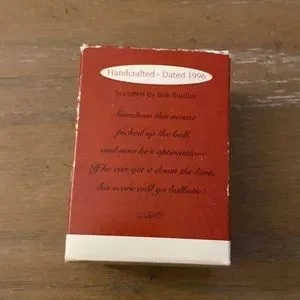 Handcrafted · Dated 1996
Sculpted by Bob Siedler
Somehow this mouse
picked up the ball,
and now he's optimistic—
If he can get it down the lane,
his score will go ballistic!